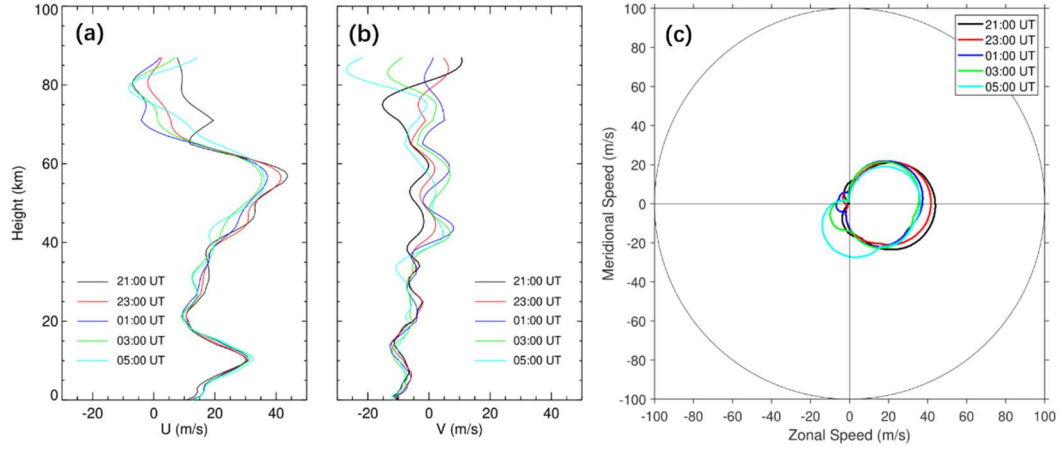 (a)
100
80
60
40
20
0
Height (km)
21:00 UT
23:00 UT
01:00 UT
03:00 UT
05:00 UT
-20 0 20 40
U (m/s)
(b)
21:00 UT
23:00 UT
01:00 UT
03:00 UT
05:00 UT
-20 0 20 40
V (m/s)
(c)
100
80
60
40
20
0
-20
-40
-60
-80
-100
Meridional Speed (m/s)
21:00 UT
23:00 UT
01:00 UT
03:00 UT
05:00 UT
-100 -80 -60 -40 -20 0 20 40 60 80 100
Zonal Speed (m/s)